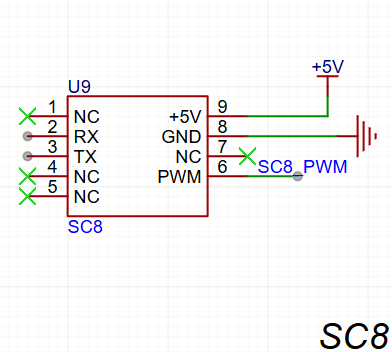 +5V
U9
1 NC +5V 9
2 RX GND 8
3 TX NC 7
4 NC PWM 6 SC8_PWM
5 NC
SC8
SC8